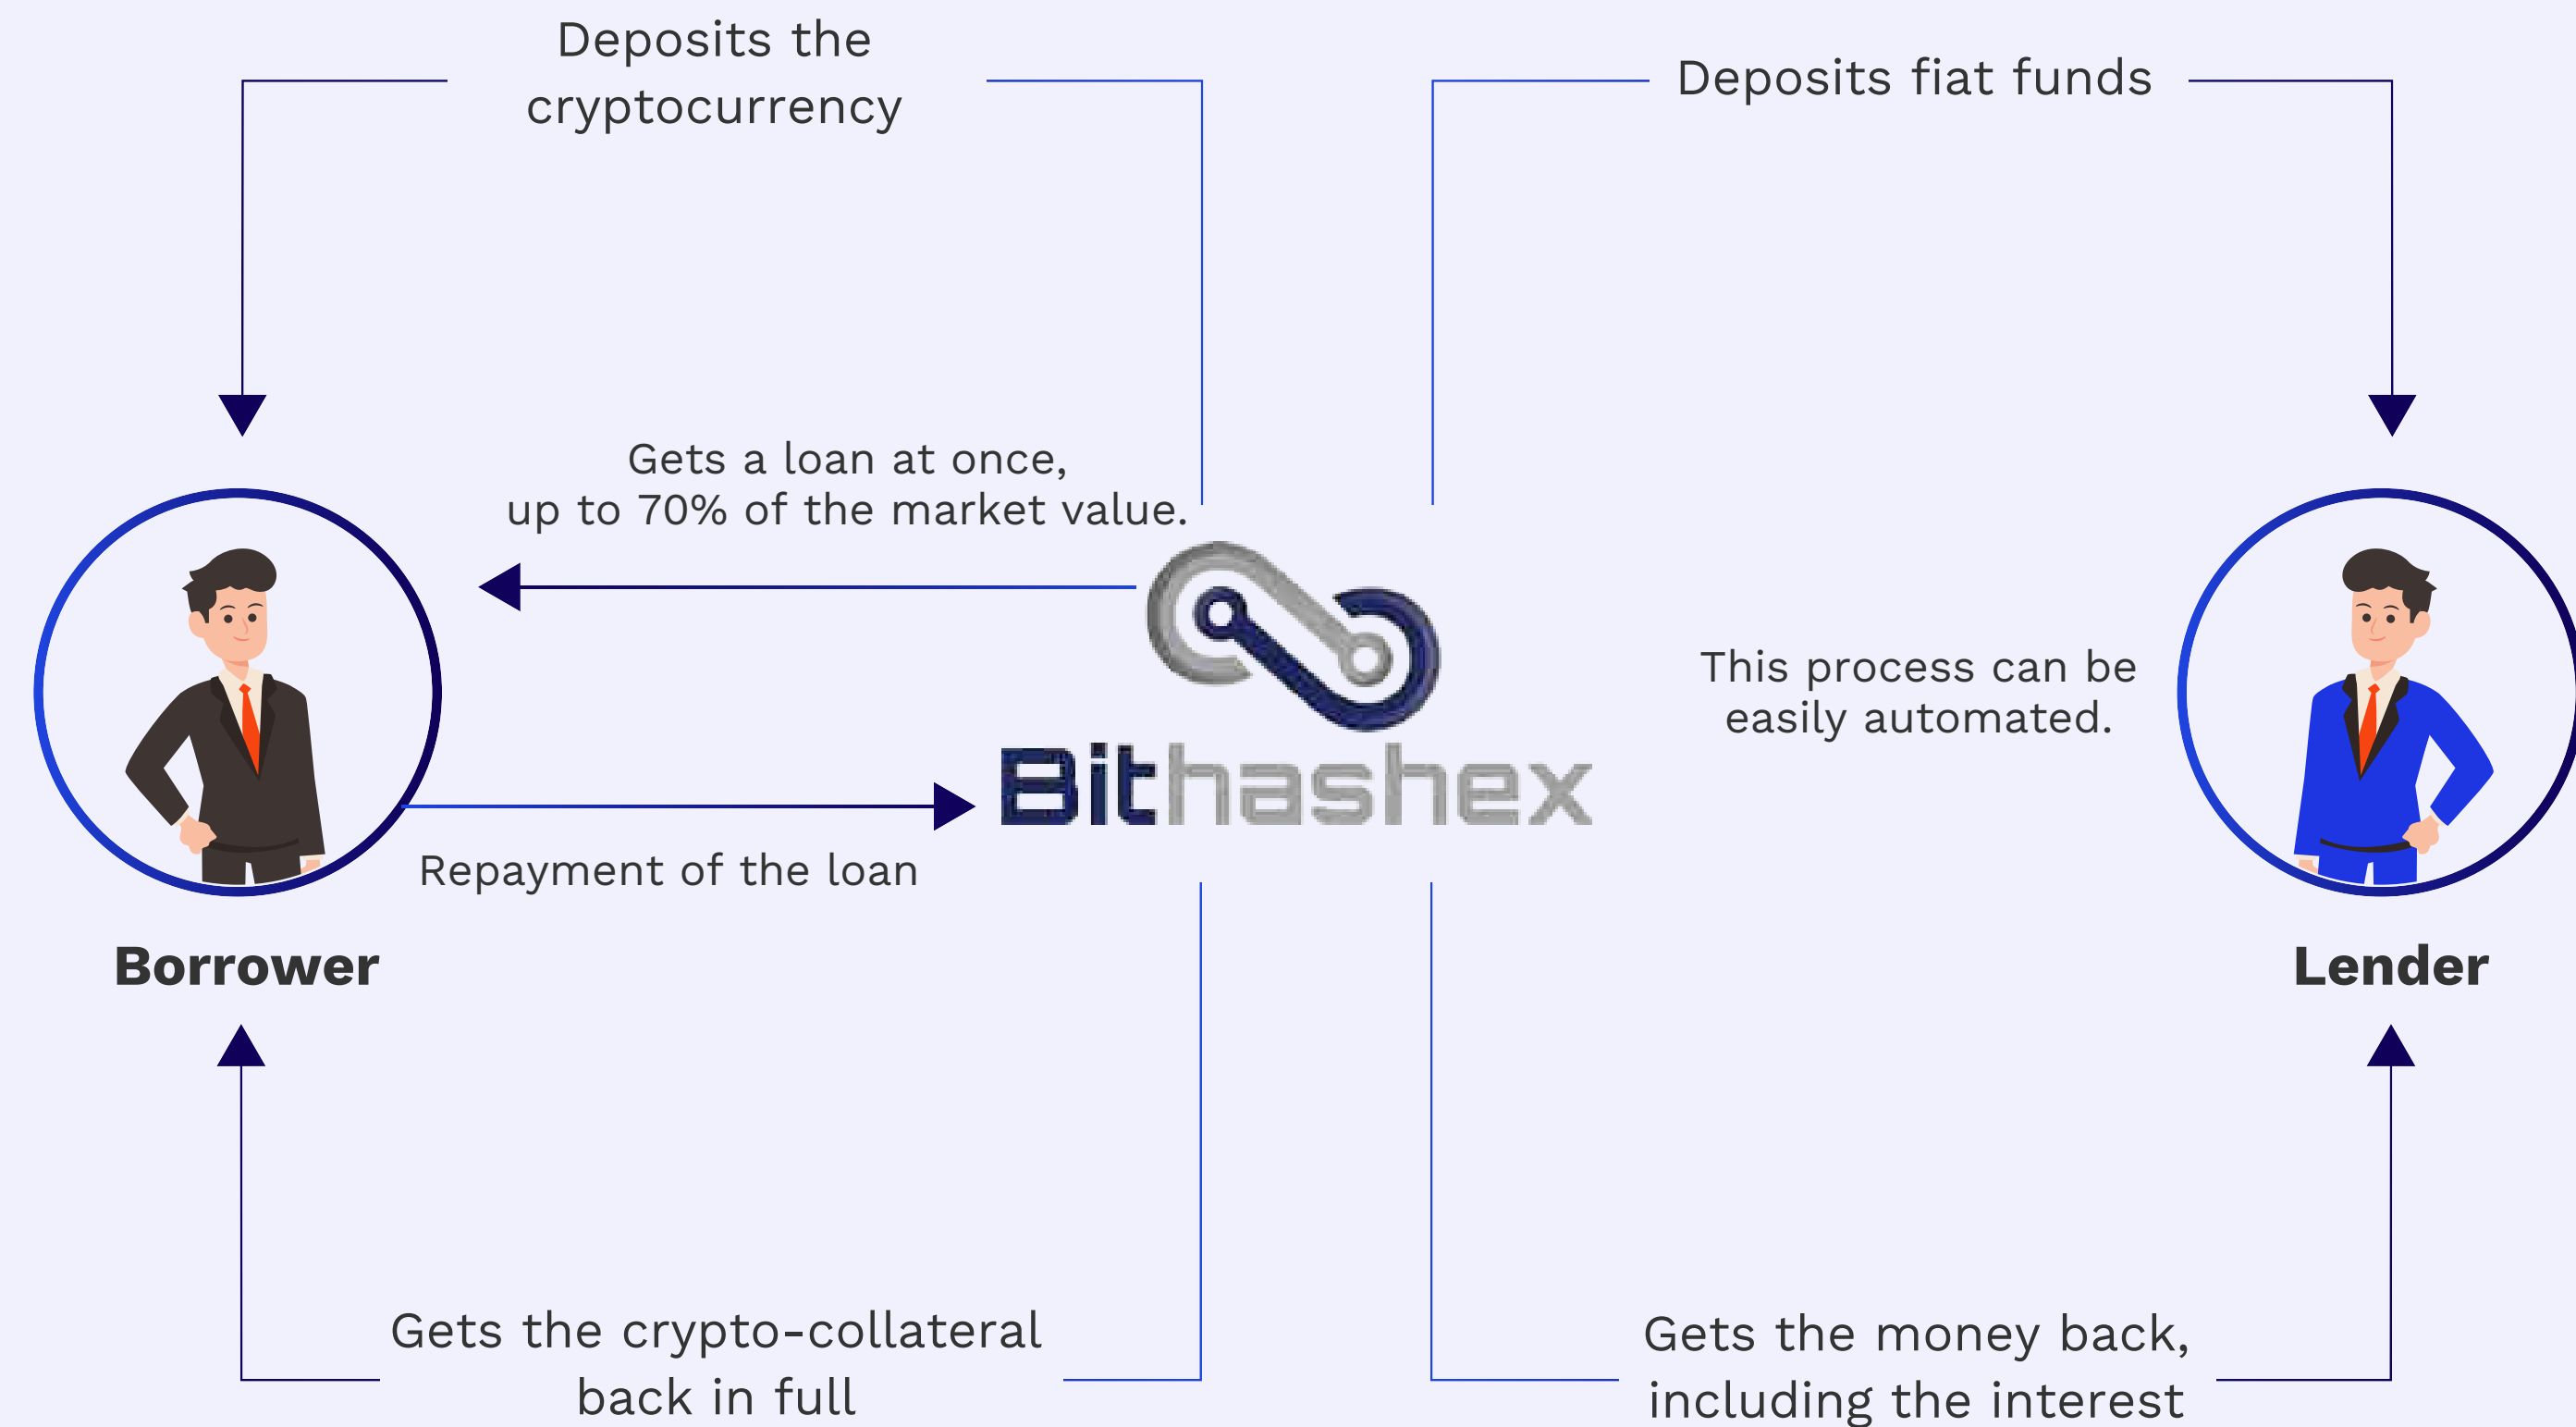 Deposits the
cryptocurrency
Deposits fiat funds
Gets a loan at once,
up to 70% of the market value.
This process can be
easily automated.
Bithashex
Repayment of the loan
Borrower
Lender
Gets the crypto-collateral
back in full
Gets the money back,
including the interest